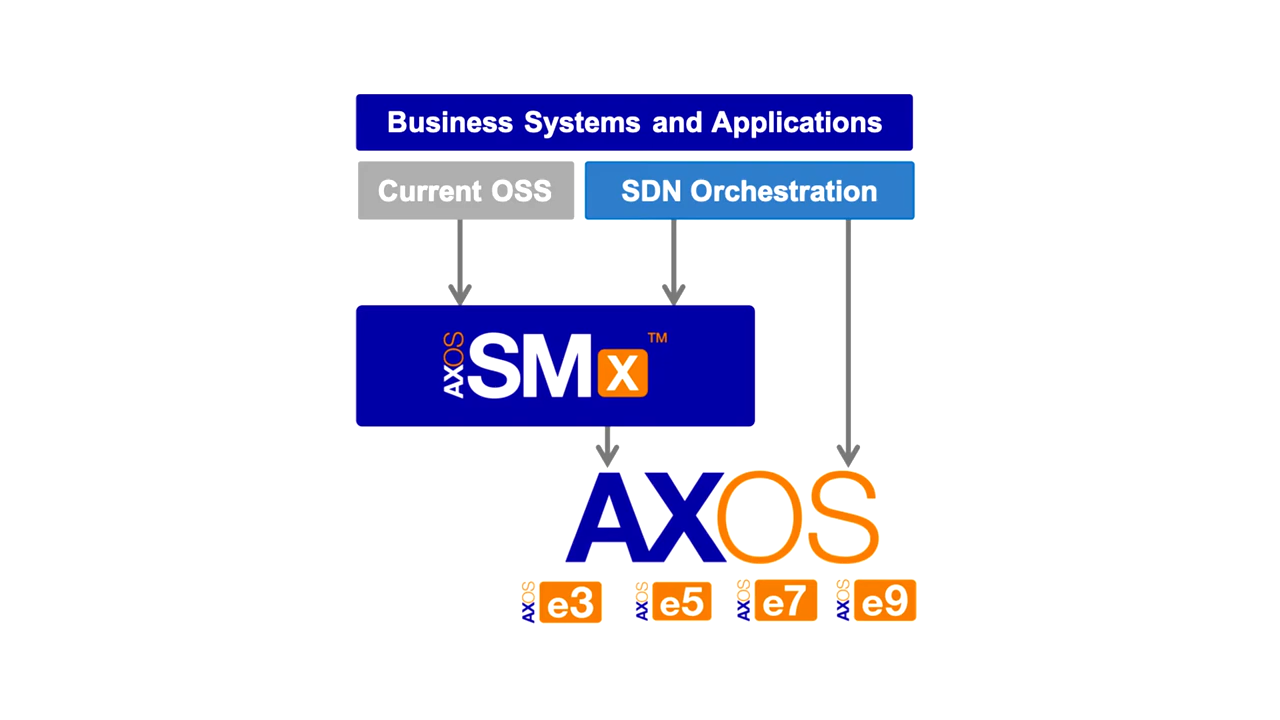 Business Systems and Applications
Current OSS
SDN Orchestration
AXOS SMx™
AXOS
AXOS e3
AXOS e5
AXOS e7
AXOS e9